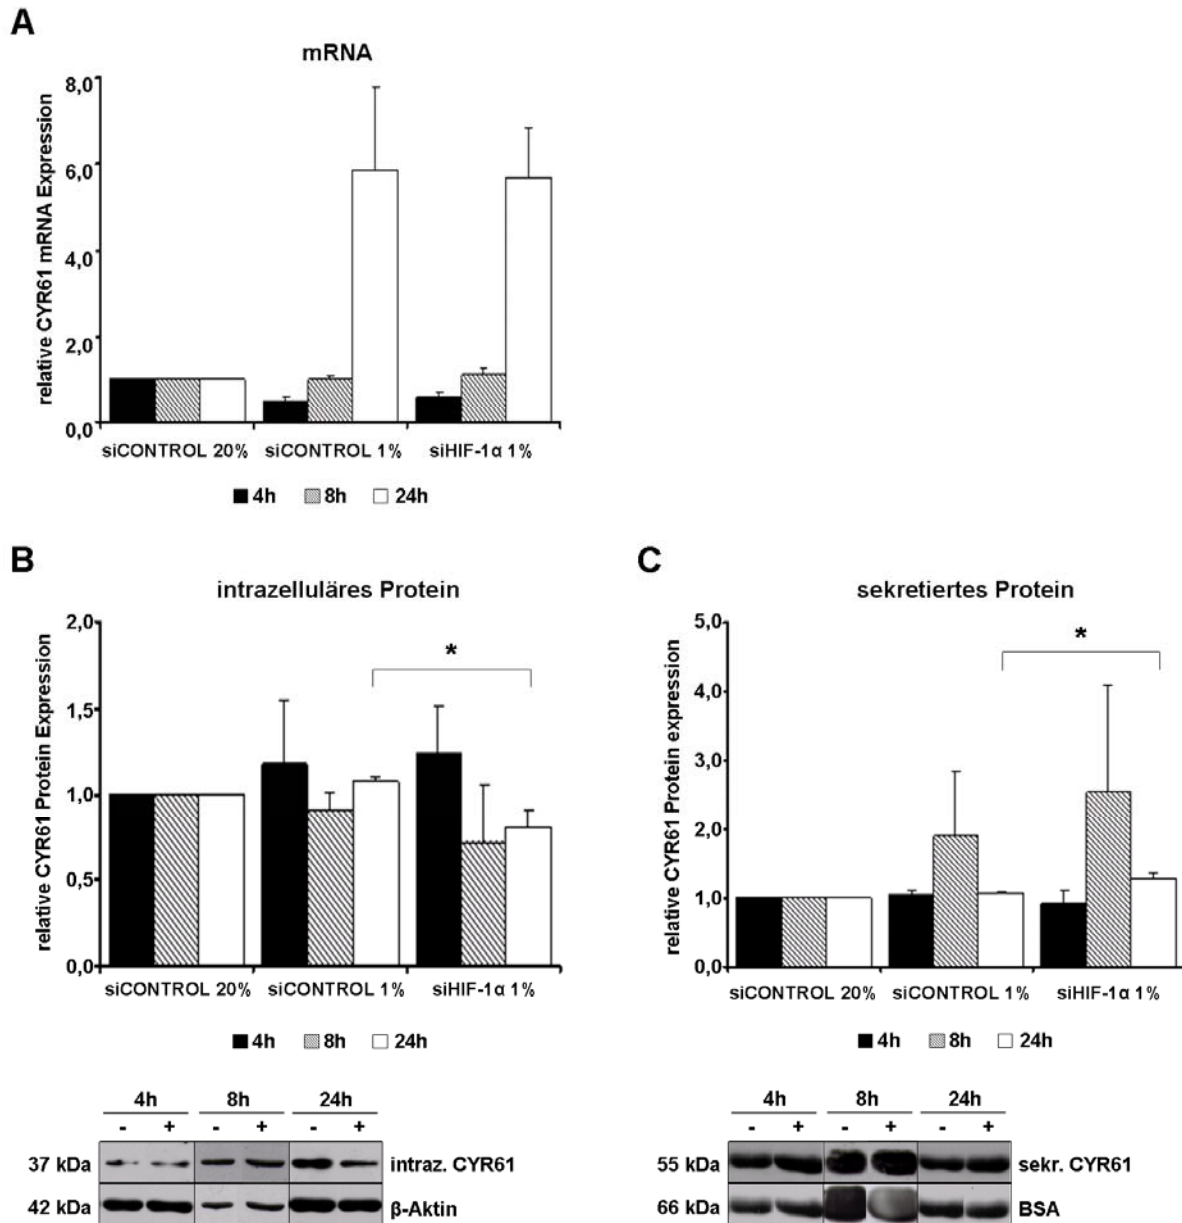 A
mRNA
relative CYR61 mRNA Expression
8,0
6,0
4,0
2,0
0,0
siCONTROL 20% siCONTROL 1% siHIF-1α 1%
4h 8h 24h
B
intrazelluläres Protein
relative CYR61 Protein Expression
2,0
1,5
1,0
0,5
0,0
*
siCONTROL 20% siCONTROL 1% siHIF-1α 1%
4h 8h 24h
4h 8h 24h
- + - + - +
37 kDa intraz. CYR61
42 kDa β-Aktin
C
sekretiertes Protein
relative CYR61 Protein expression
5,0
4,0
3,0
2,0
1,0
0,0
*
siCONTROL 20% siCONTROL 1% siHIF-1α 1%
4h 8h 24h
4h 8h 24h
- + - + - +
55 kDa sekr. CYR61
66 kDa BSA